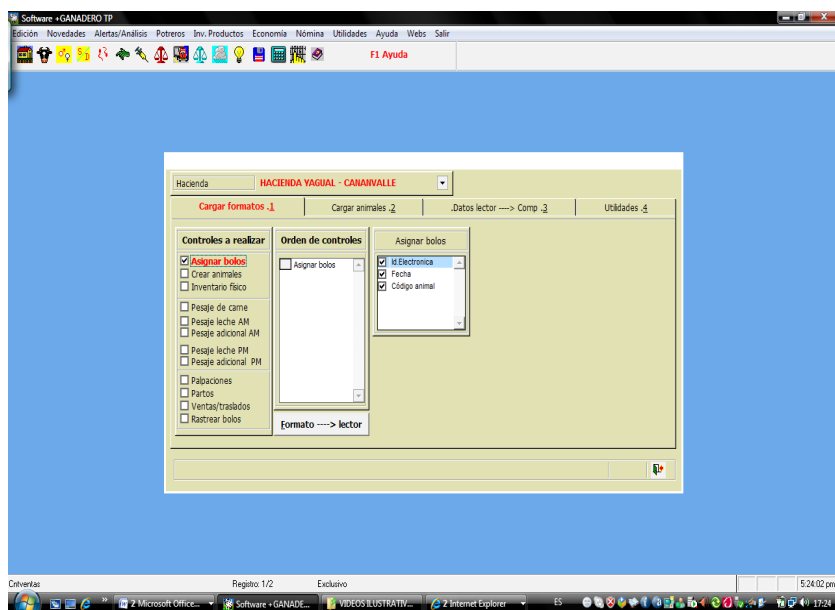 Software +GANADERO TP
Edición Novedades Alertas/Análisis Potreros Inv. Productos Economía Nómina Utilidades Ayuda Webs Salir
S/D
F1 Ayuda
Hacienda HACIENDA YAGUAL - CANANVALLE
Cargar formatos .1 Cargar animales .2 .Datos lector ----> Comp .3 Utilidades .4
Controles a realizar
Asignar bolos
Crear animales
Inventario físico
Pesaje de carne
Pesaje leche AM
Pesaje adicional AM
Pesaje leche PM
Pesaje adicional PM
Palpaciones
Partos
Ventas/traslados
Rastrear bolos
Orden de controles
Asignar bolos
Formato ----> lector
Asignar bolos
Id.Electronica
Fecha
Código animal
Cntventas Registro: 1/2 Exclusivo 5:24:02 pm
2 Microsoft Office... Software +GANADE... VIDEOS ILUSTRATIV... 2 Internet Explorer ES 17:24